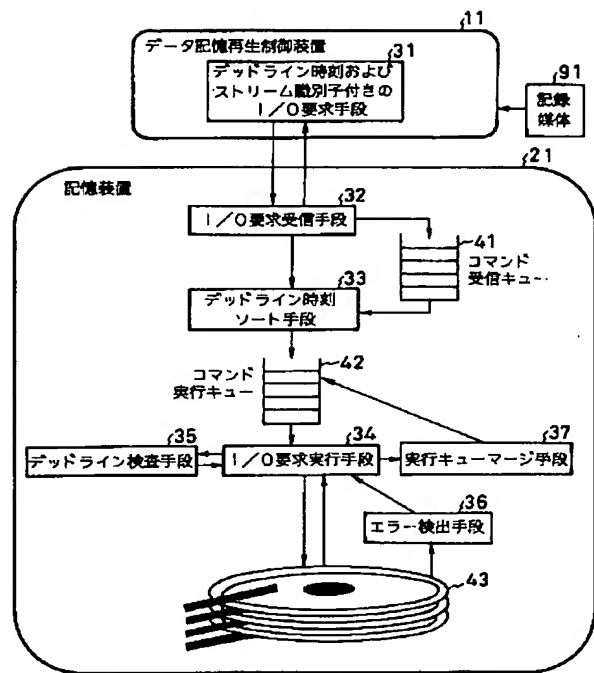 11
データ記憶再生制御装置
31
デッドライン時刻および
ストリーム識別子付きの
I/O要求手段
91
記録
媒体
21
記憶装置
32
I/O要求受信手段
41
コマンド
受信キュー
33
デッドライン時刻
ソート手段
42
コマンド
実行キュー
35
デッドライン検査手段
34
I/O要求実行手段
37
実行キューマージ手段
36
エラー検出手段
43